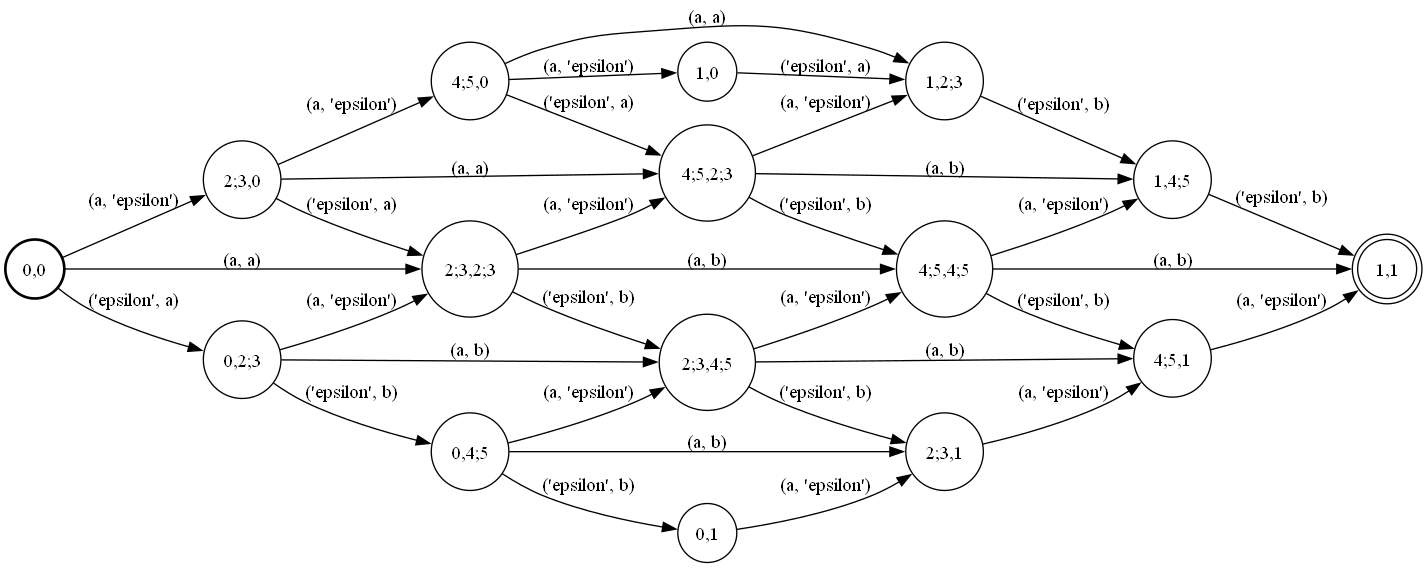 (a, a)
4;5,0
(a, 'epsilon')
1,0
('epsilon', a)
1,2;3
(a, 'epsilon')
('epsilon', a)
(a, 'epsilon')
('epsilon', b)
2;3,0
(a, a)
4;5,2;3
(a, b)
1,4;5
(a, 'epsilon')
('epsilon', a)
(a, 'epsilon')
('epsilon', b)
(a, 'epsilon')
('epsilon', b)
0,0
(a, a)
2;3,2;3
(a, b)
4;5,4;5
(a, b)
1,1
('epsilon', a)
(a, 'epsilon')
('epsilon', b)
(a, 'epsilon')
('epsilon', b)
(a, 'epsilon')
0,2;3
(a, b)
2;3,4;5
(a, b)
4;5,1
('epsilon', b)
(a, 'epsilon')
('epsilon', b)
(a, 'epsilon')
0,4;5
(a, b)
2;3,1
('epsilon', b)
(a, 'epsilon')
0,1